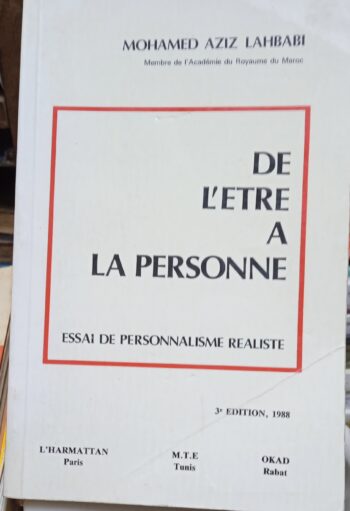 MOHAMED AZIZ LAHBABI
Membre de l'Académie du Royaume du Maroc
DE
L'ETRE
A
LA PERSONNE
ESSAI DE PERSONNALISME REALISTE
3e EDITION, 1988
L'HARMATTAN
Paris
M.T.E
Tunis
OKAD
Rabat